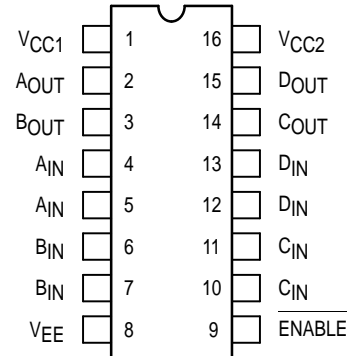 VCC1 1 16 VCC2
AOUT 2 15 DOUT
BOUT 3 14 COUT
AIN 4 13 DIN
AIN 5 12 DIN
BIN 6 11 CIN
BIN 7 10 CIN
VEE 8 9 ENABLE